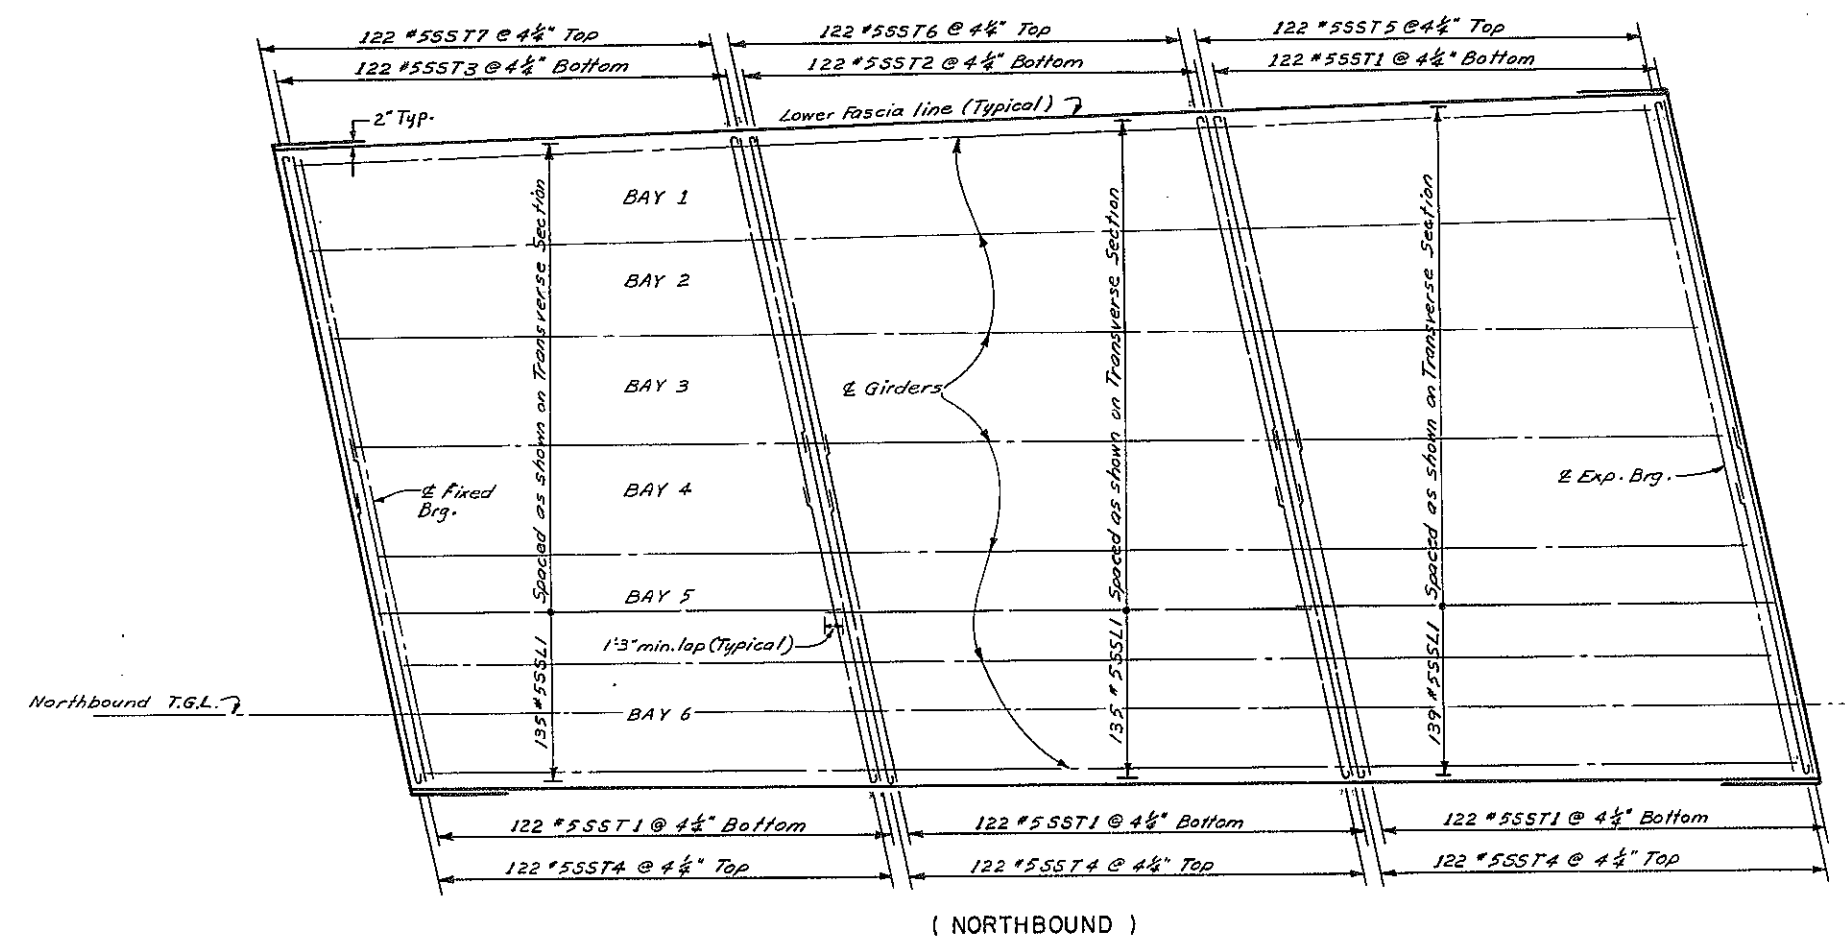 122 #5SST7 @ 4¼" Top
122 #5SST6 @ 4¼" Top
122 #5SST5 @ 4¼" Top
122 #5SST3 @ 4¼" Bottom
122 #5SST2 @ 4¼" Bottom
122 #5SST1 @ 4¼" Bottom
2" Typ.
Lower Fascia line (Typical)
BAY 1
BAY 2
BAY 3
BAY 4
BAY 5
BAY 6
℄ Girders
℄ Fixed
Brg.
℄ Exp. Brg.
1'-3" min. lap (Typical)
135 #5SSL1 Spaced as shown on Transverse Section
135 #5SSL1 Spaced as shown on Transverse Section
139 #5SSL1 Spaced as shown on Transverse Section
Northbound T.G.L.
122 #5SST1 @ 4¼" Bottom
122 #5SST1 @ 4¼" Bottom
122 #5SST1 @ 4¼" Bottom
122 #5SST4 @ 4¼" Top
122 #5SST4 @ 4¼" Top
122 #5SST4 @ 4¼" Top
( NORTHBOUND )